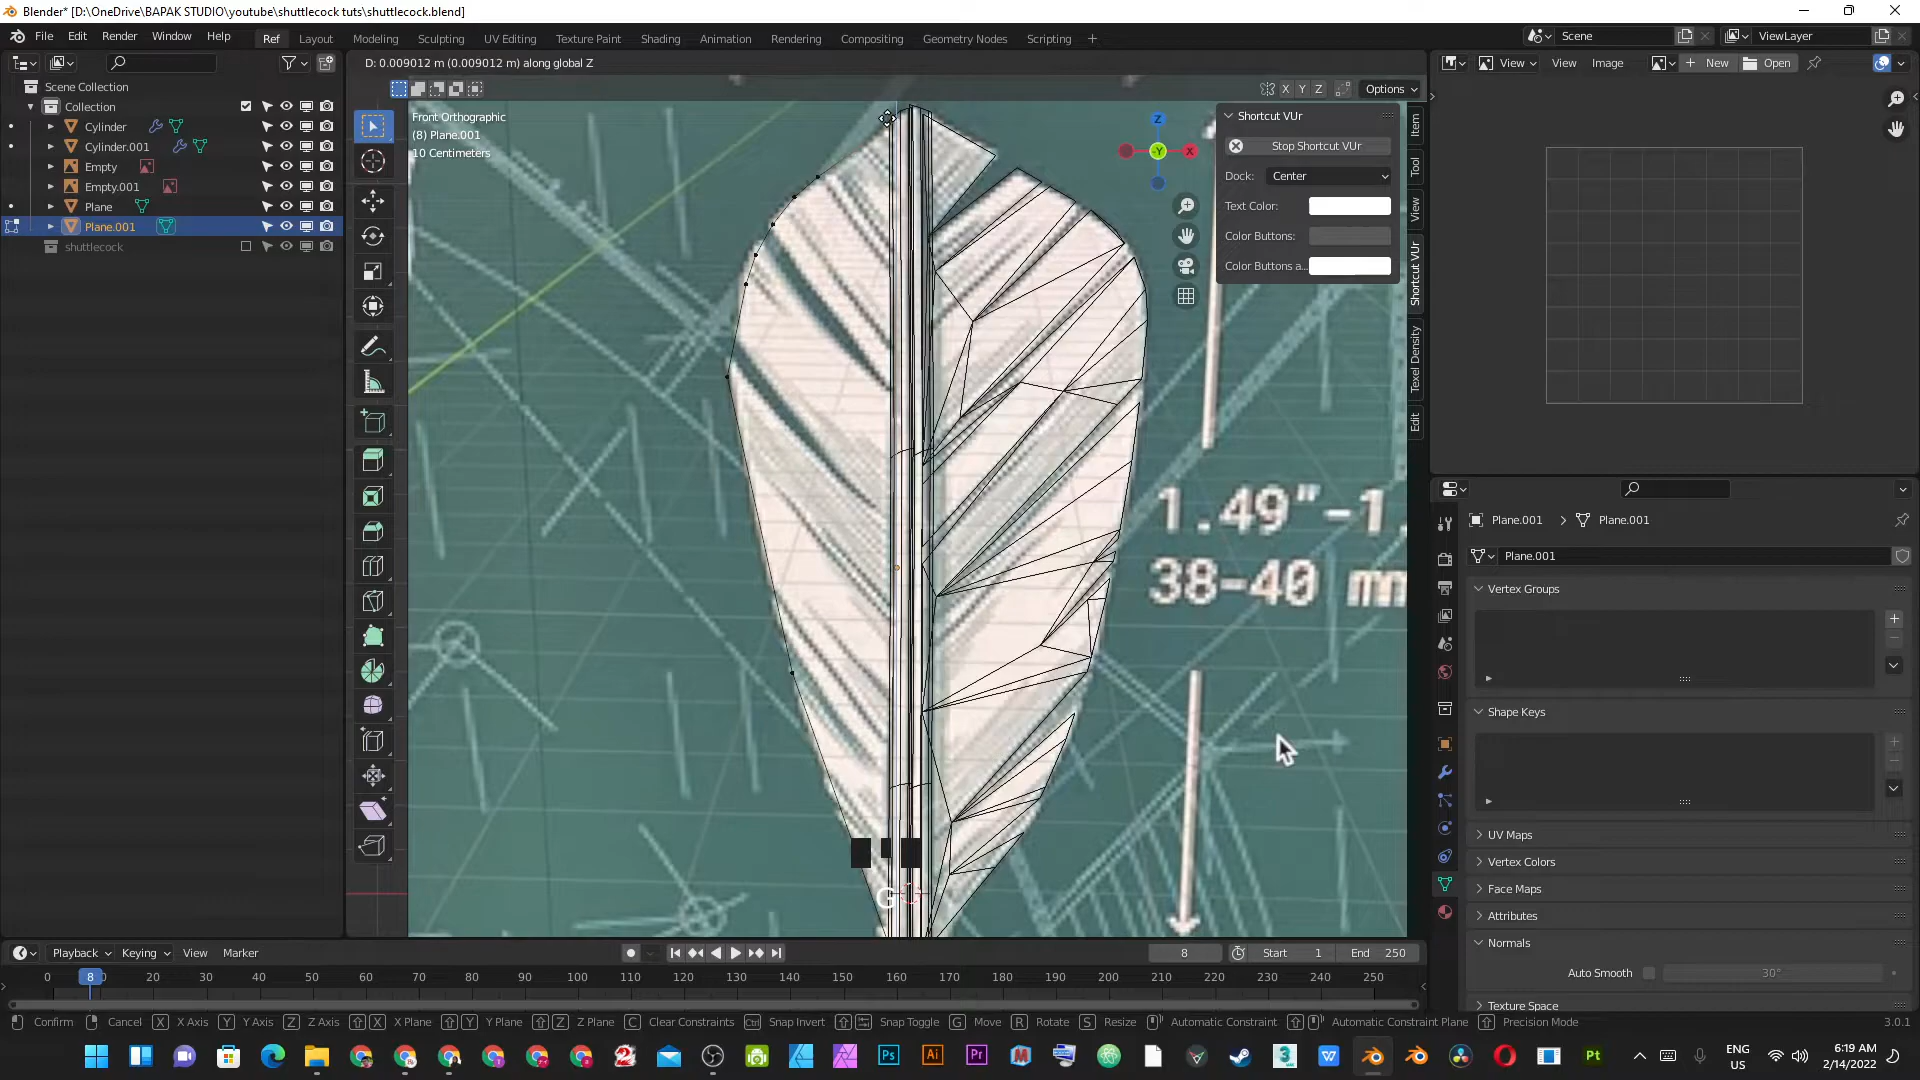 Blender* [D:\OneDrive\BAPAK STUDIO\youtube\shuttlecock tuts\shuttlecock.blend]
File Edit Render Window Help Ref Layout Modeling Sculpting UV Editing Texture Paint Shading Animation Rendering Compositing Geometry Nodes Scripting Scene ViewLayer
D: 0.009012 m (0.009012 m) along global Z
View View Image New Open
X Y Z Options
Front Orthographic
(8) Plane.001
10 Centimeters
Scene Collection
Collection
Cylinder
Cylinder.001
Empty
Empty.001
Plane
Plane.001
shuttlecock
Z
-Y
X
Shortcut VUr
Stop Shortcut VUr
Dock: Center
Text Color:
Color Buttons:
Color Buttons a...
Item
Tool
View
Shortcut VUr
Texel Density
Edit
1.49"-1.
38-40 mm
G
Plane.001 Plane.001
Plane.001
Vertex Groups
Shape Keys
UV Maps
Vertex Colors
Face Maps
Attributes
Normals
Auto Smooth 30°
Texture Space
Playback Keying View Marker 8 Start 1 End 250
0 8 20 30 40 50 60 70 80 90 100 110 120 130 140 150 160 170 180 190 200 210 220 230 240 250
Confirm Cancel X X Axis Y Y Axis Z Z Axis X X Plane Y Y Plane Z Z Plane C Clear Constraints Ctrl Snap Invert Snap Toggle G Move R Rotate S Resize Automatic Constraint Automatic Constraint Plane Precision Mode 3.0.1
Ps Ai Pr 3 W Pt ENG US 6:19 AM 2/14/2022